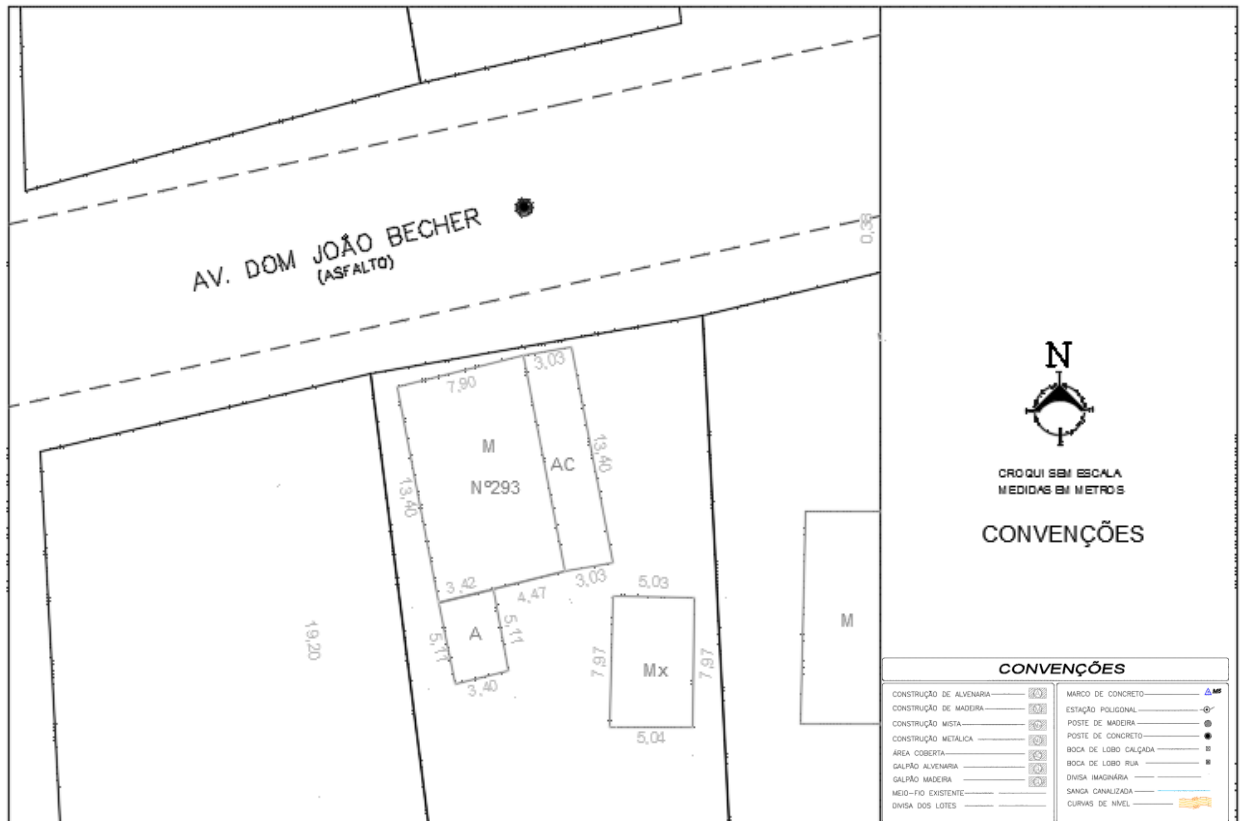 AV. DOM JOÃO BECHER
(ASFALTO)
0,38
7,90
3,03
M
Nº293
AC
13,40
13,40
3,42
4,47
3,03
5,11
A
5,11
3,40
5,03
7,97
Mx
7,97
5,04
19,20
M
N
CROQUI SEM ESCALA
MEDIDAS EM METROS
CONVENÇÕES
CONVENÇÕES
CONSTRUÇÃO DE ALVENARIA
CONSTRUÇÃO DE MADEIRA
CONSTRUÇÃO MISTA
CONSTRUÇÃO METÁLICA
ÁREA COBERTA
GALPÃO ALVENARIA
GALPÃO MADEIRA
MEIO-FIO EXISTENTE
DIVISA DOS LOTES
MARCO DE CONCRETO
ESTAÇÃO POLIGONAL
POSTE DE MADEIRA
POSTE DE CONCRETO
BOCA DE LOBO CALÇADA
BOCA DE LOBO RUA
DIVISA IMAGINÁRIA
SANGA CANALIZADA
CURVAS DE NÍVEL